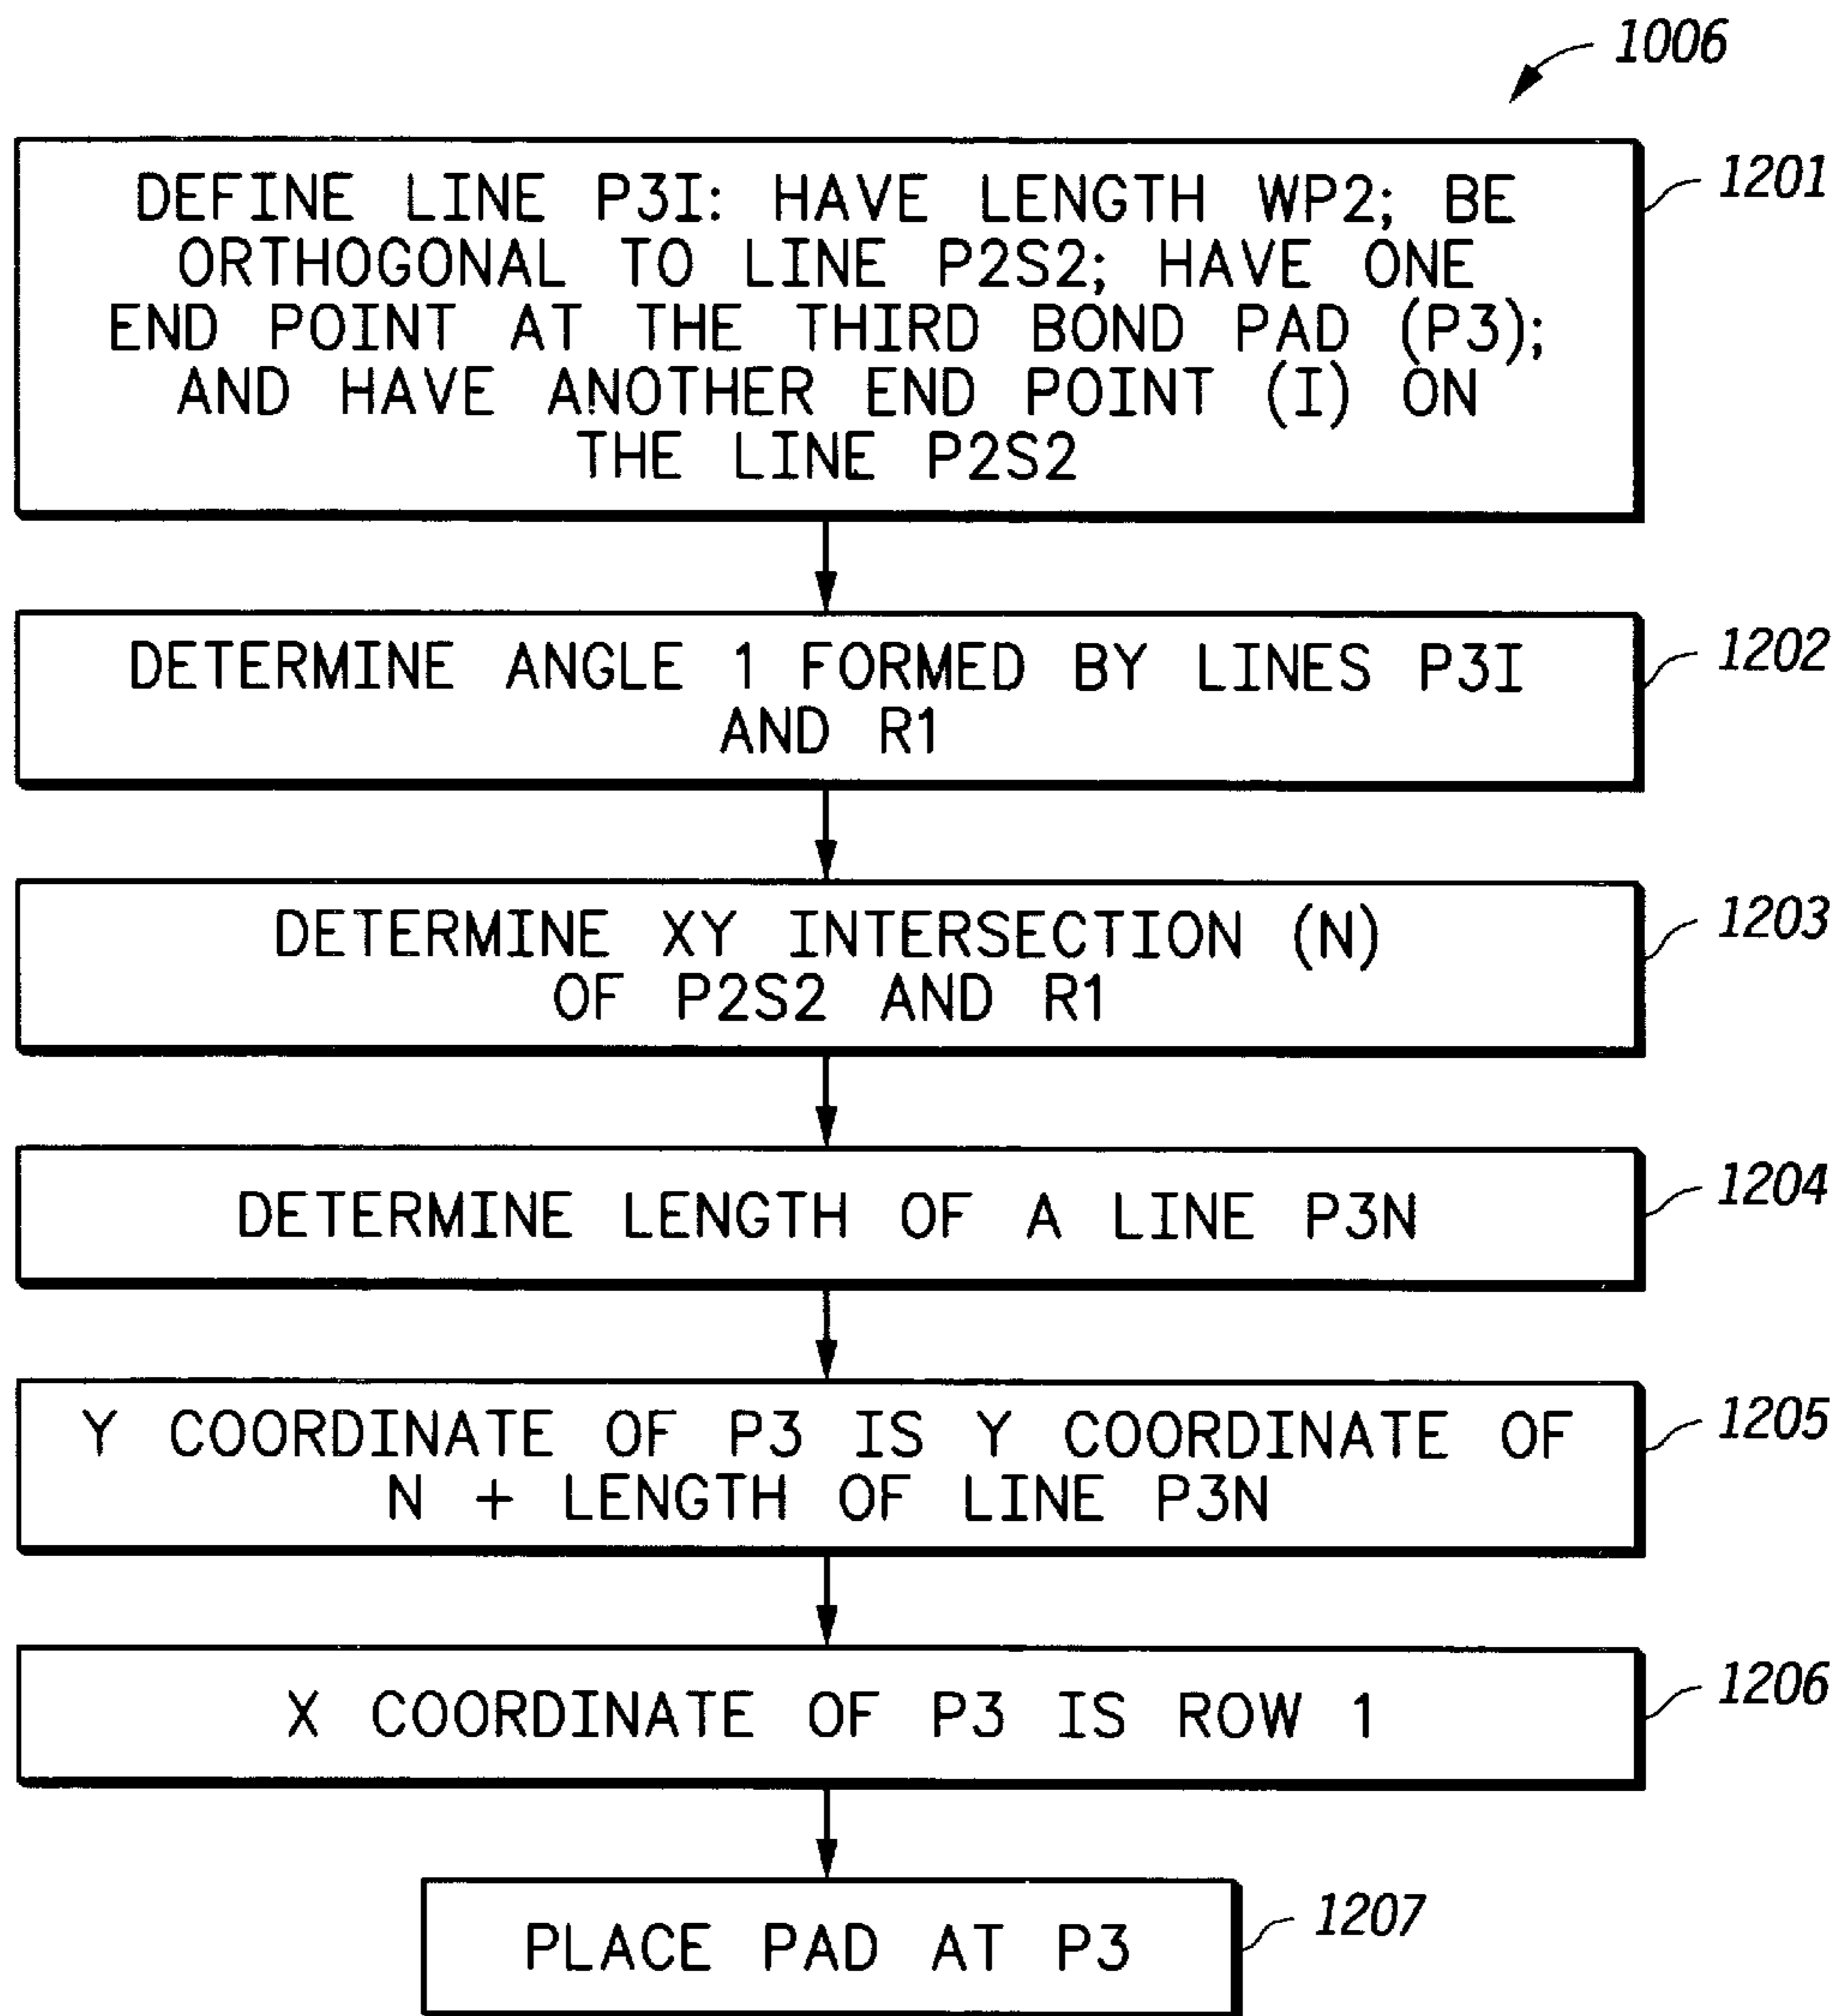 1006
DEFINE LINE P3I: HAVE LENGTH WP2; BE
ORTHOGONAL TO LINE P2S2; HAVE ONE
END POINT AT THE THIRD BOND PAD (P3);
AND HAVE ANOTHER END POINT (I) ON
THE LINE P2S2
1201
DETERMINE ANGLE 1 FORMED BY LINES P3I
AND R1
1202
DETERMINE XY INTERSECTION (N)
OF P2S2 AND R1
1203
DETERMINE LENGTH OF A LINE P3N
1204
Y COORDINATE OF P3 IS Y COORDINATE OF
N + LENGTH OF LINE P3N
1205
X COORDINATE OF P3 IS ROW 1
1206
PLACE PAD AT P3
1207